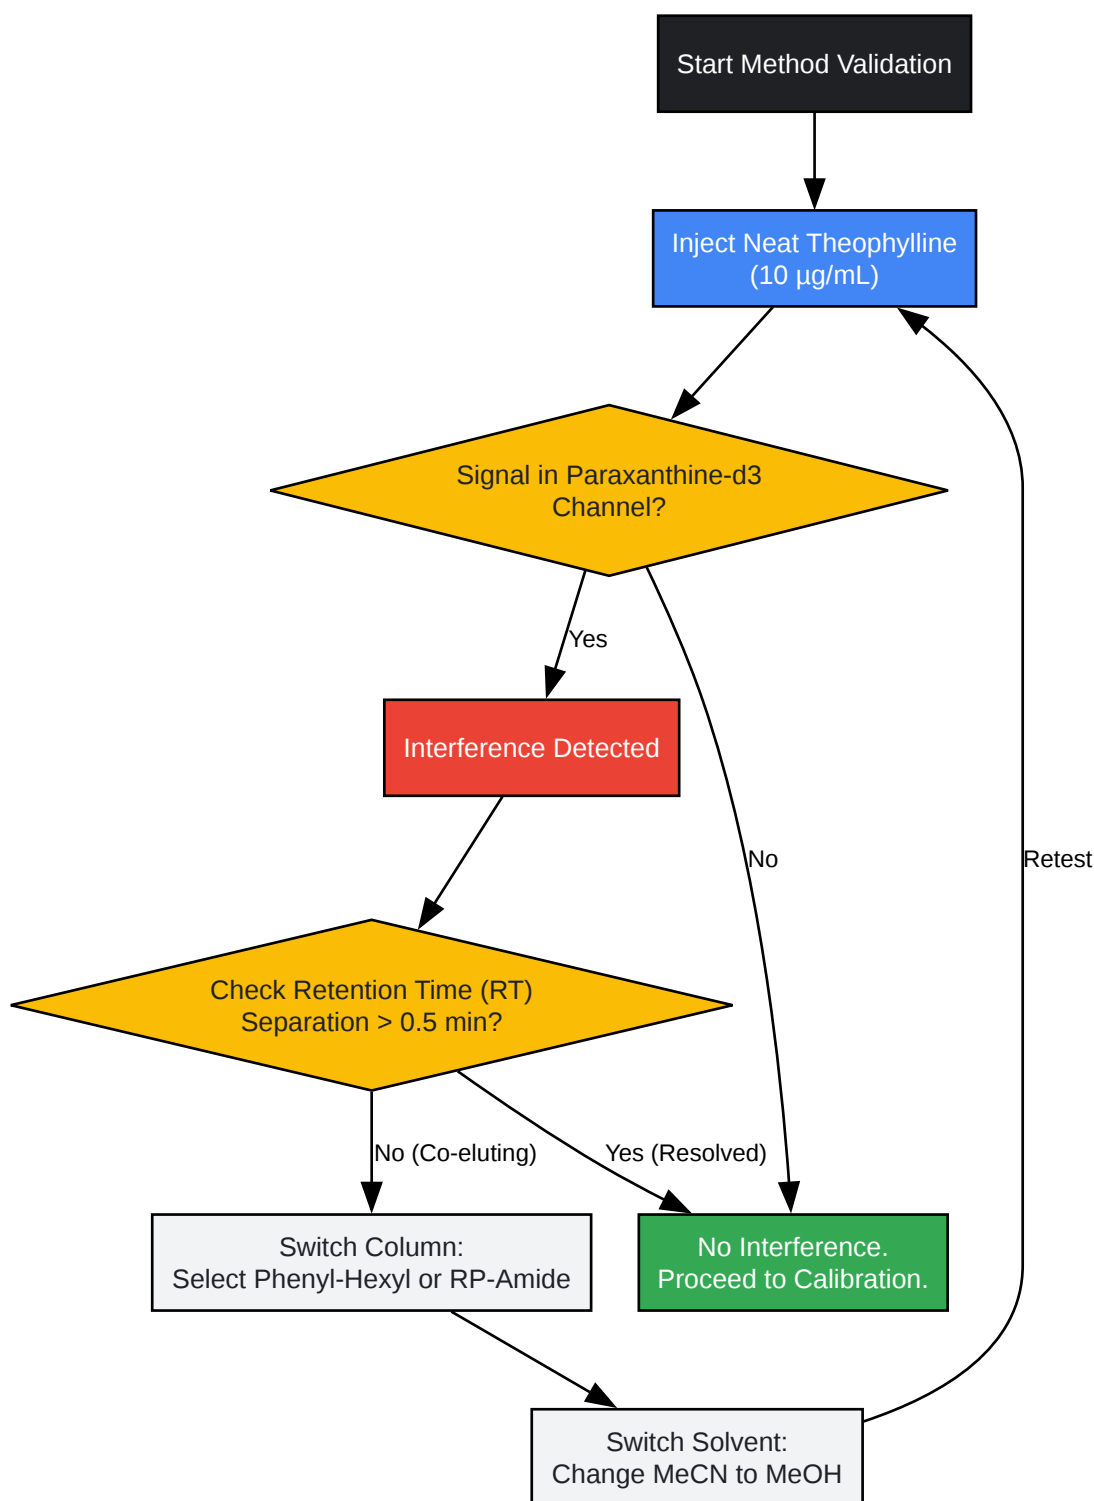 Start Method Validation
Inject Neat Theophylline
(10 µg/mL)
Signal in Paraxanthine-d3
Channel?
Yes
Interference Detected
No
Retest
Check Retention Time (RT)
Separation > 0.5 min?
No (Co-eluting)
Yes (Resolved)
Switch Column:
Select Phenyl-Hexyl or RP-Amide
No Interference.
Proceed to Calibration.
Switch Solvent:
Change MeCN to MeOH